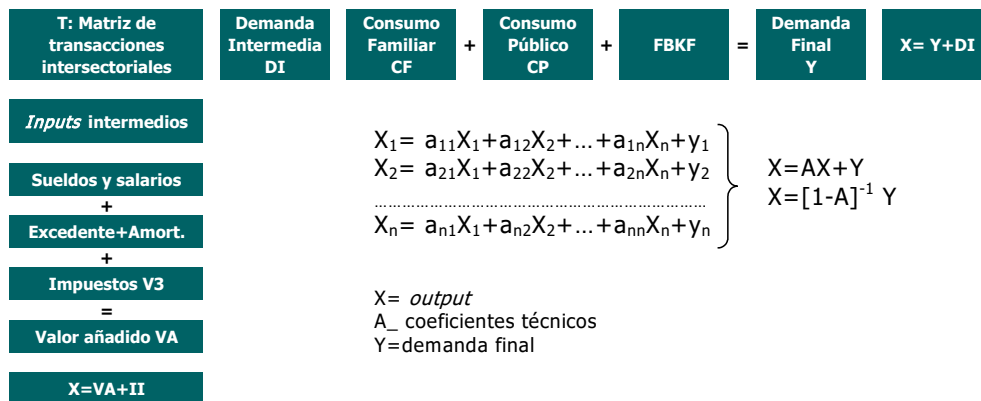 T: Matriz de
transacciones
intersectoriales
Demanda
Intermedia
DI
Consumo
Familiar
CF
+
Consumo
Público
CP
+
FBKF
=
Demanda
Final
Y
X= Y+DI
Inputs intermedios
Sueldos y salarios
+
Excedente+Amort.
+
Impuestos V3
=
Valor añadido VA
X=VA+II
X₁= a₁₁X₁+a₁₂X₂+...+a₁ₙXₙ+y₁
X₂= a₂₁X₁+a₂₂X₂+...+a₂ₙXₙ+y₂
................................................................................
Xₙ= aₙ₁X₁+aₙ₂X₂+...+aₙₙXₙ+yₙ
X=AX+Y
X=[1-A]⁻¹ Y
X= output
A_ coeficientes técnicos
Y=demanda final